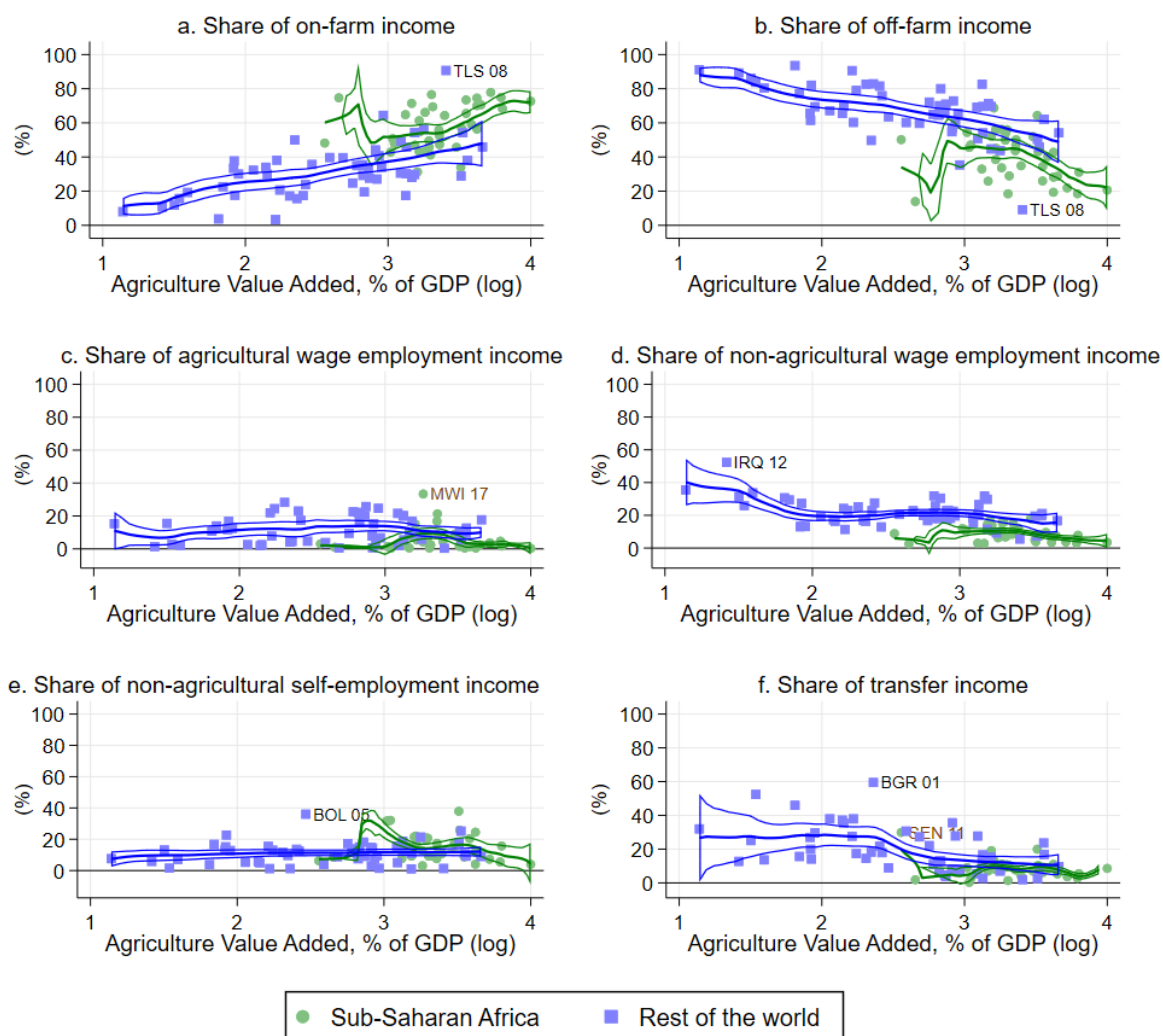 a. Share of on-farm income
b. Share of off-farm income
100
80
60
40
20
0
(%)
TLS 08
1 2 3 4
Agriculture Value Added, % of GDP (log)
100
80
60
40
20
0
(%)
TLS 08
1 2 3 4
Agriculture Value Added, % of GDP (log)
c. Share of agricultural wage employment income
d. Share of non-agricultural wage employment income
100
80
60
40
20
0
(%)
MWI 17
1 2 3 4
Agriculture Value Added, % of GDP (log)
100
80
60
40
20
0
(%)
IRQ 12
1 2 3 4
Agriculture Value Added, % of GDP (log)
e. Share of non-agricultural self-employment income
f. Share of transfer income
100
80
60
40
20
0
(%)
BOL 05
1 2 3 4
Agriculture Value Added, % of GDP (log)
100
80
60
40
20
0
(%)
BGR 01
SEN 11
1 2 3 4
Agriculture Value Added, % of GDP (log)
Sub-Saharan Africa
Rest of the world